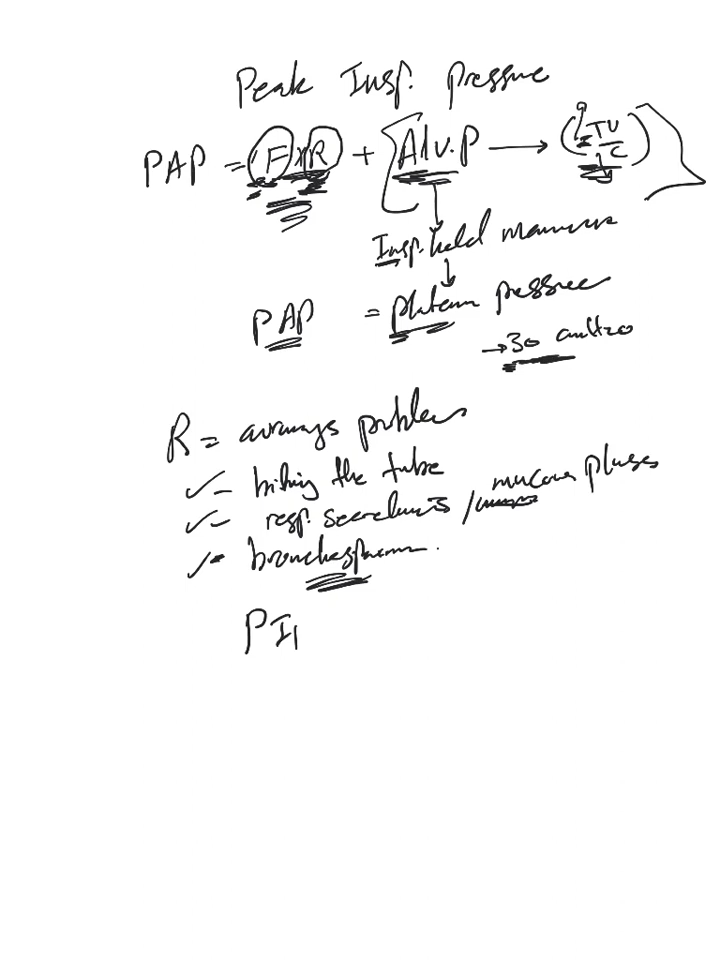 Peak Insp. pressure
PAP = (F x R) + [Alv. P → (TV/C)]
Insp. hold maneuver
PAP = plateau pressure
→ 30 cmH2O
R = airways problem
- biting the tube
- resp. secretions / mucous pluges
- bronchospasm.
PI